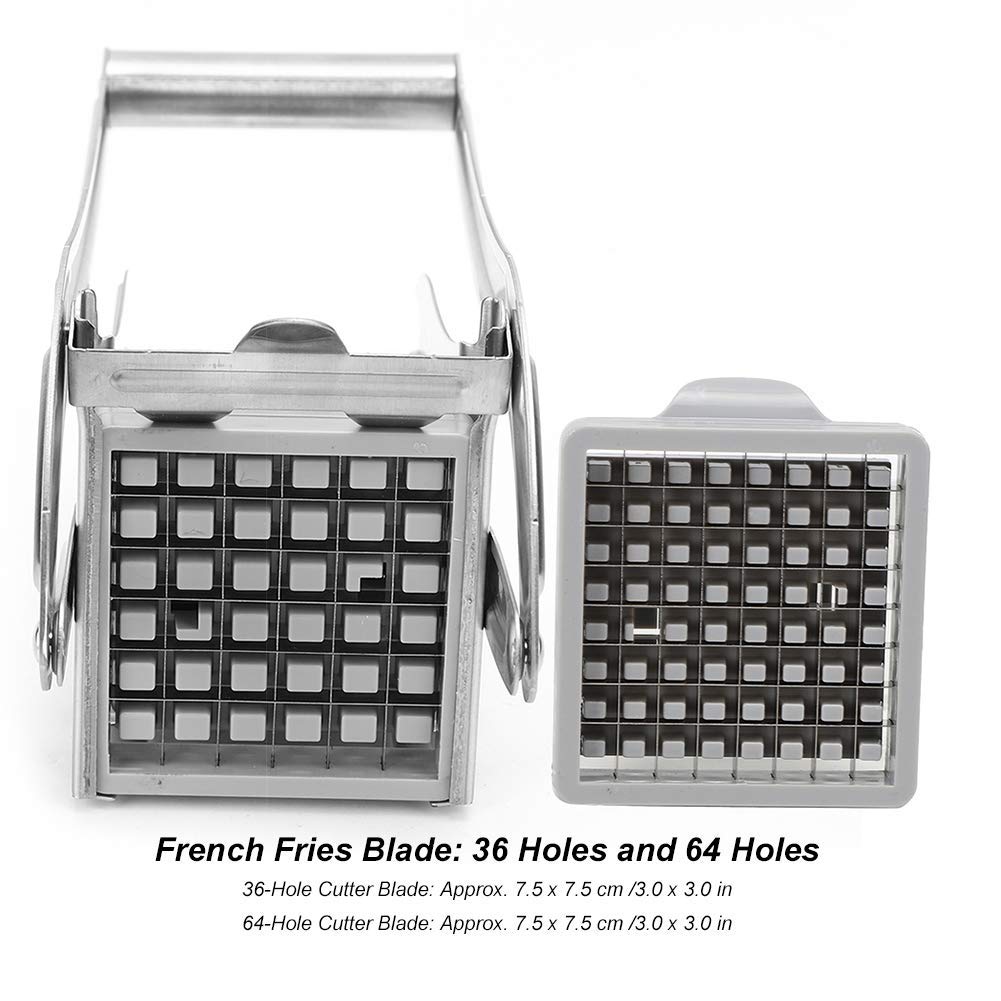 French Fries Blade: 36 Holes and 64 Holes
36-Hole Cutter Blade: Approx. 7.5 x 7.5 cm /3.0 x 3.0 in
64-Hole Cutter Blade: Approx. 7.5 x 7.5 cm /3.0 x 3.0 in